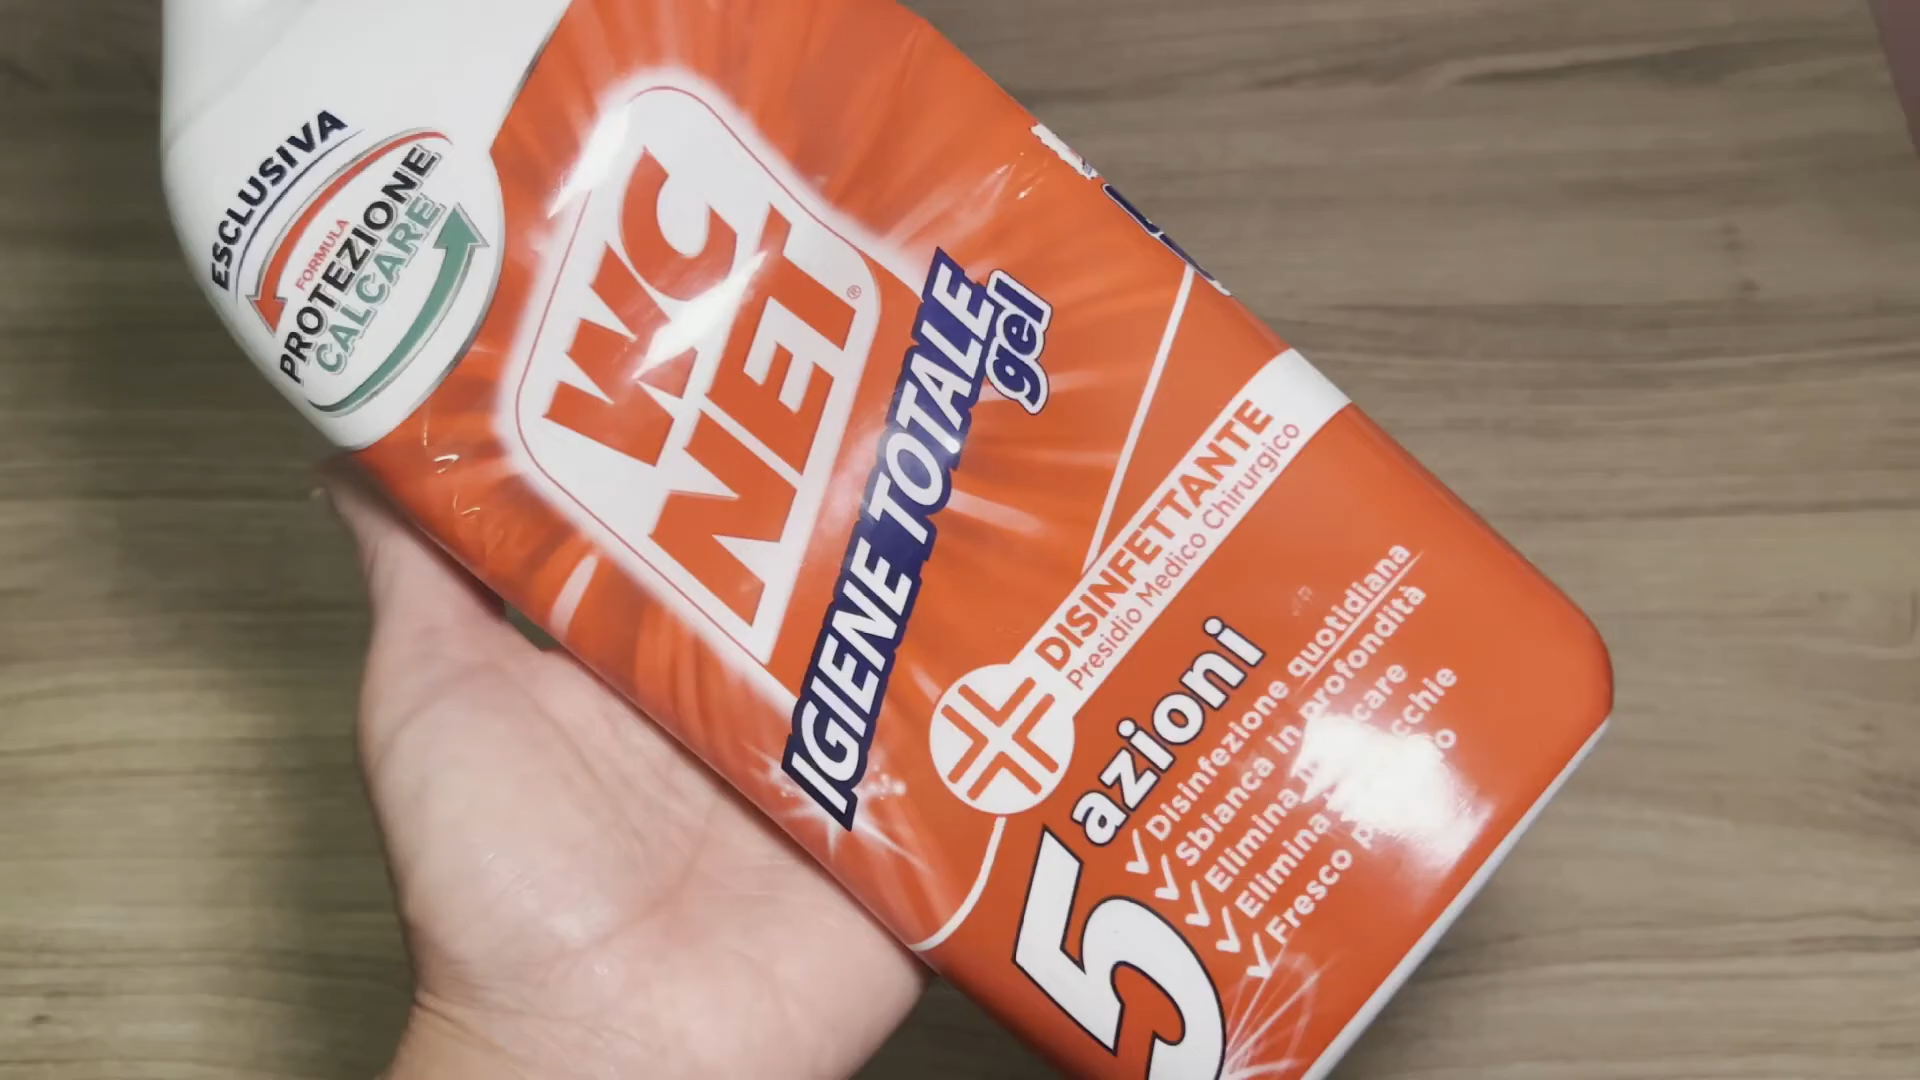 ESCLUSIVA
FORMULA
PROTEZIONE
CALCARE
WC
NET®
IGIENE TOTALE
gel
DISINFETTANTE
Presidio Medico Chirurgico
5 azioni
Disinfezione quotidiana
Sbianca in profondità
Elimina
Elimina
Fresco